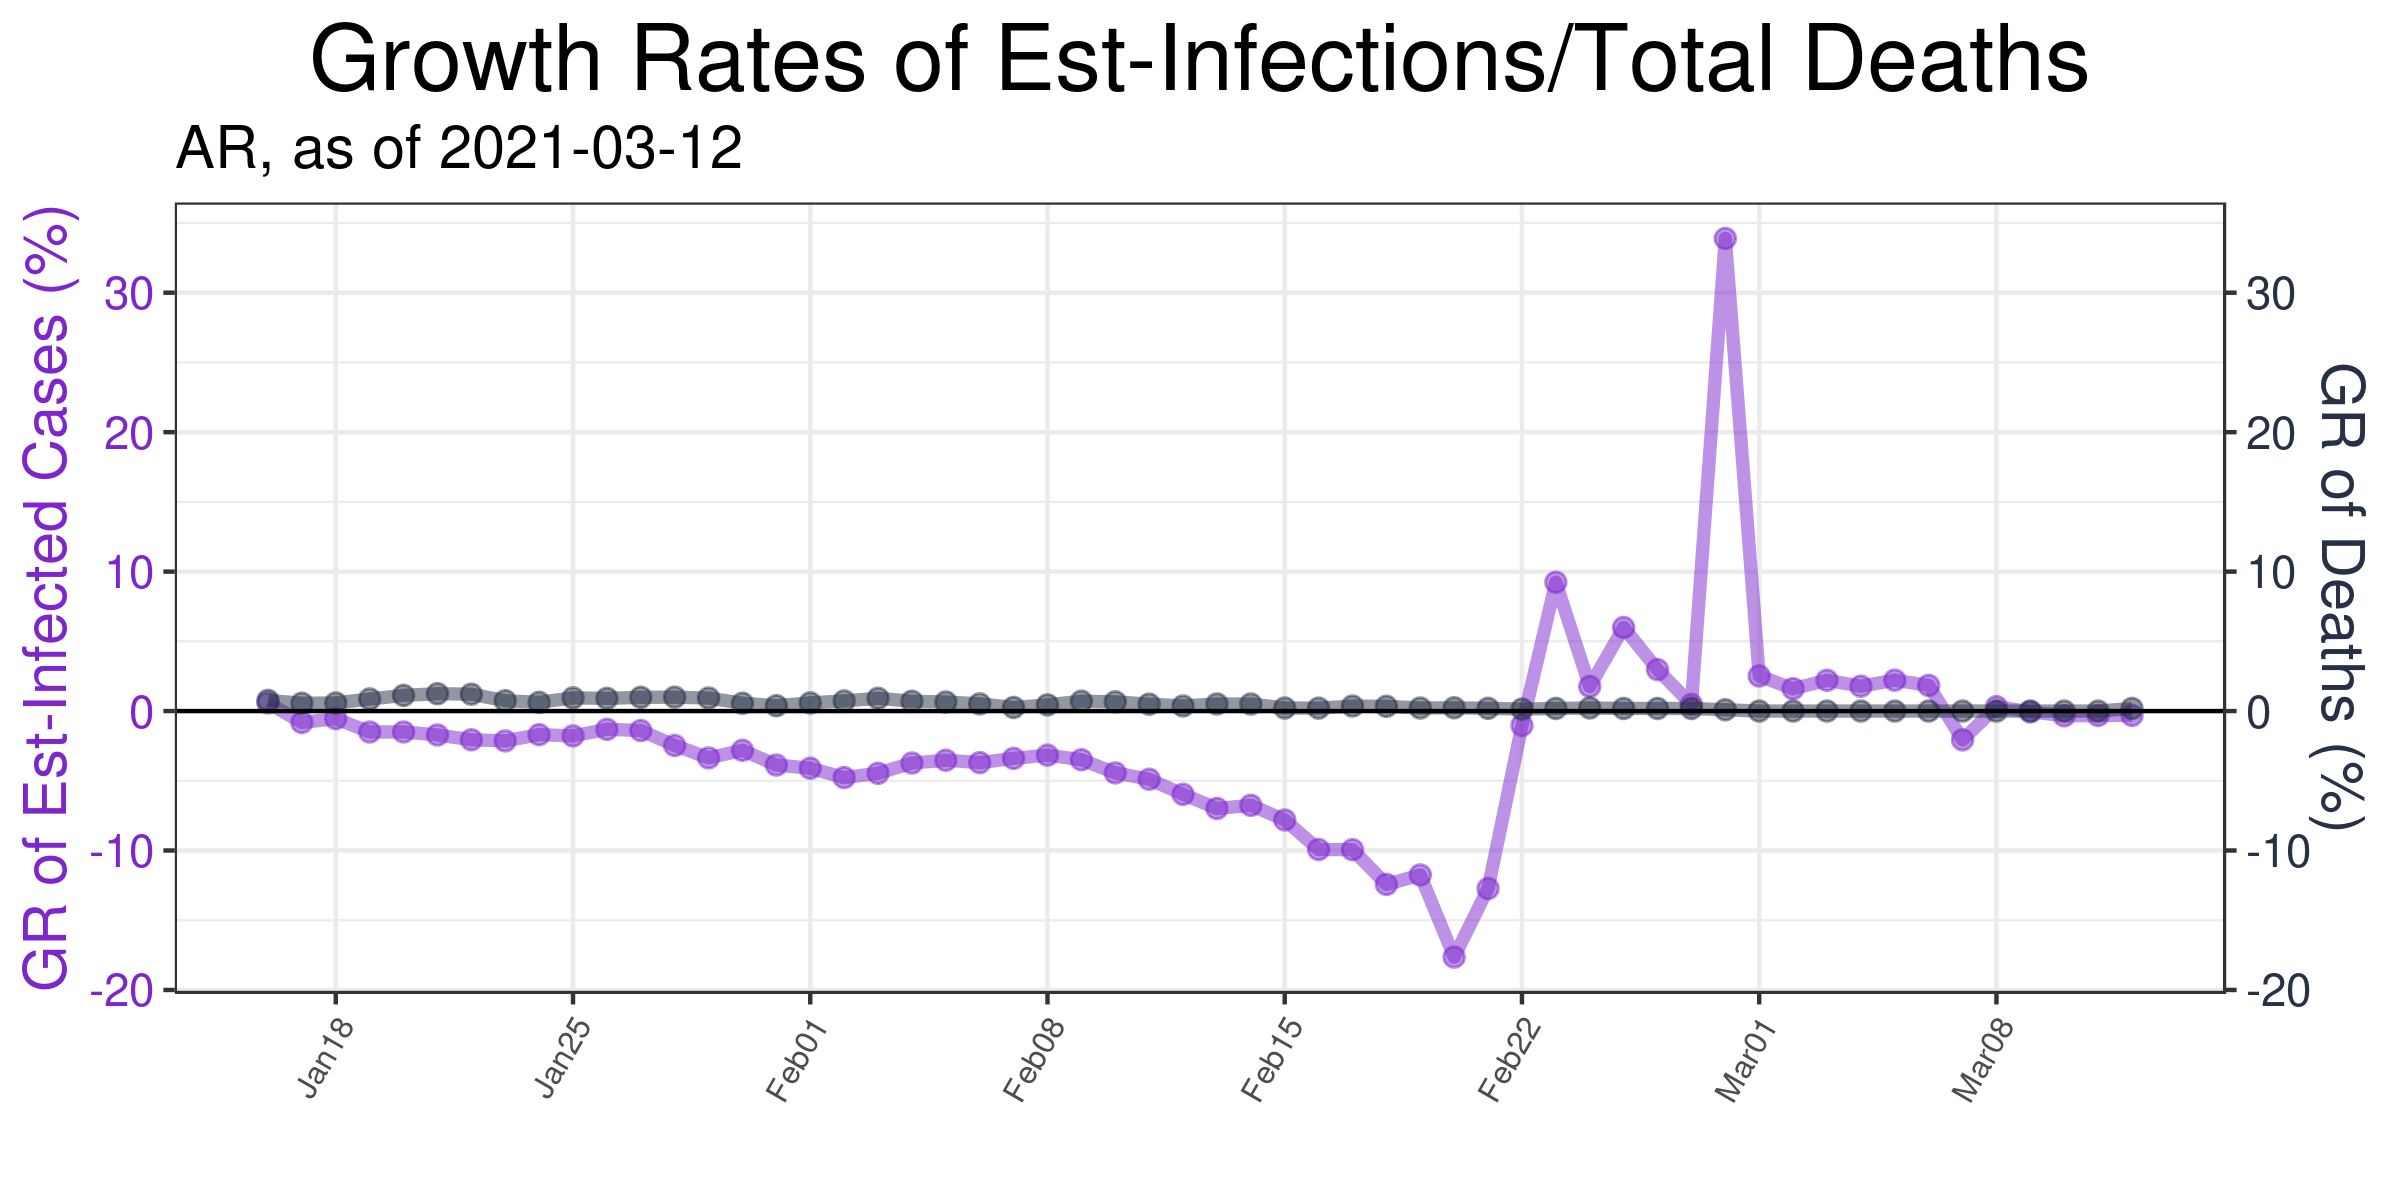 Growth Rates of Est-Infections/Total Deaths
AR, as of 2021-03-12
GR of Est-Infected Cases (%)
30
20
10
0
-10
-20
30
20
10
0
-10
-20
GR of Deaths (%)
Jan18
Jan25
Feb01
Feb08
Feb15
Feb22
Mar01
Mar08